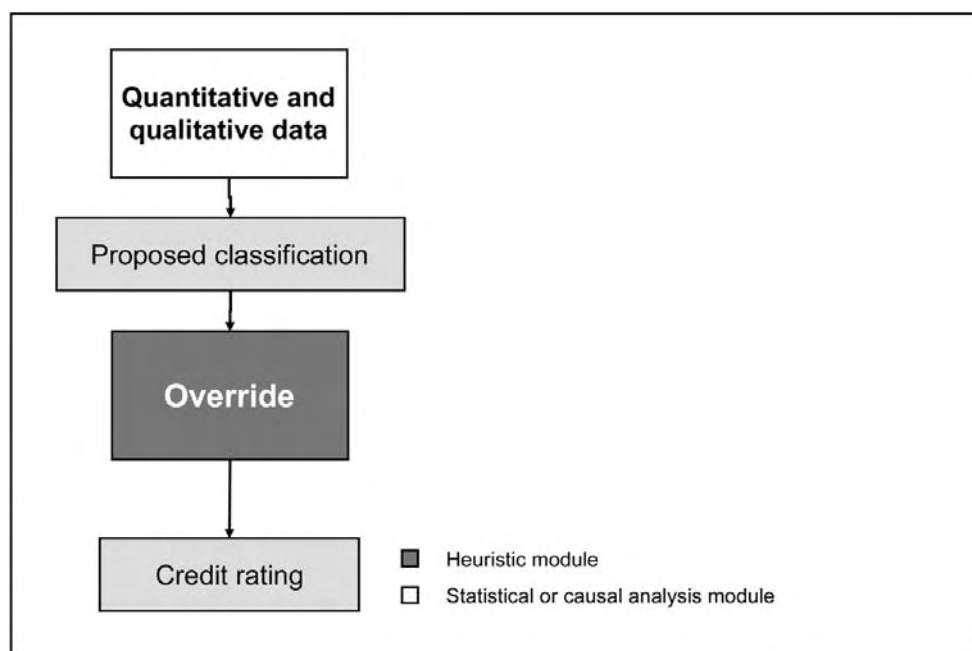 Quantitative and
qualitative data
Proposed classification
Override
Credit rating
Heuristic module
Statistical or causal analysis module